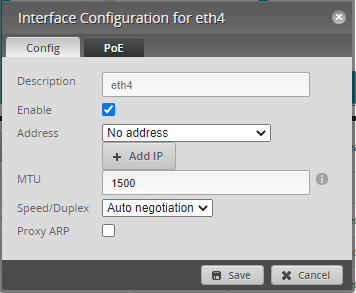 Interface Configuration for eth4
Config PoE
Description eth4
Enable
Address No address
+ Add IP
MTU 1500
Speed/Duplex Auto negotiation
Proxy ARP
Save Cancel